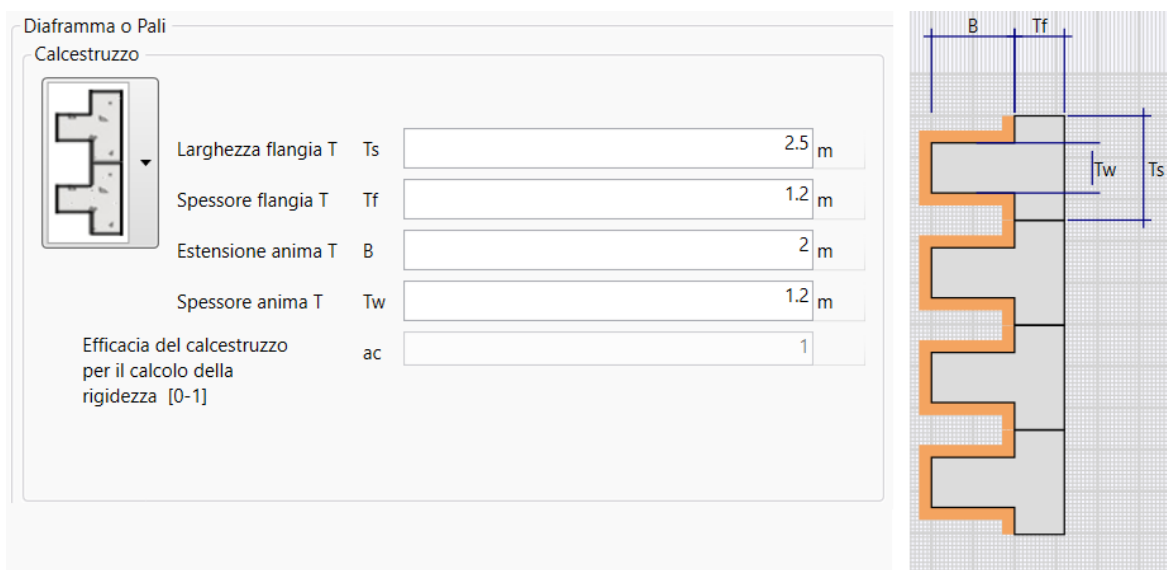 Diaframma o Pali
Calcestruzzo
Larghezza flangia T Ts 2.5 m
Spessore flangia T Tf 1.2 m
Estensione anima T B 2 m
Spessore anima T Tw 1.2 m
Efficacia del calcestruzzo
per il calcolo della
rigidezza [0-1]
ac 1
B Tf
Tw Ts